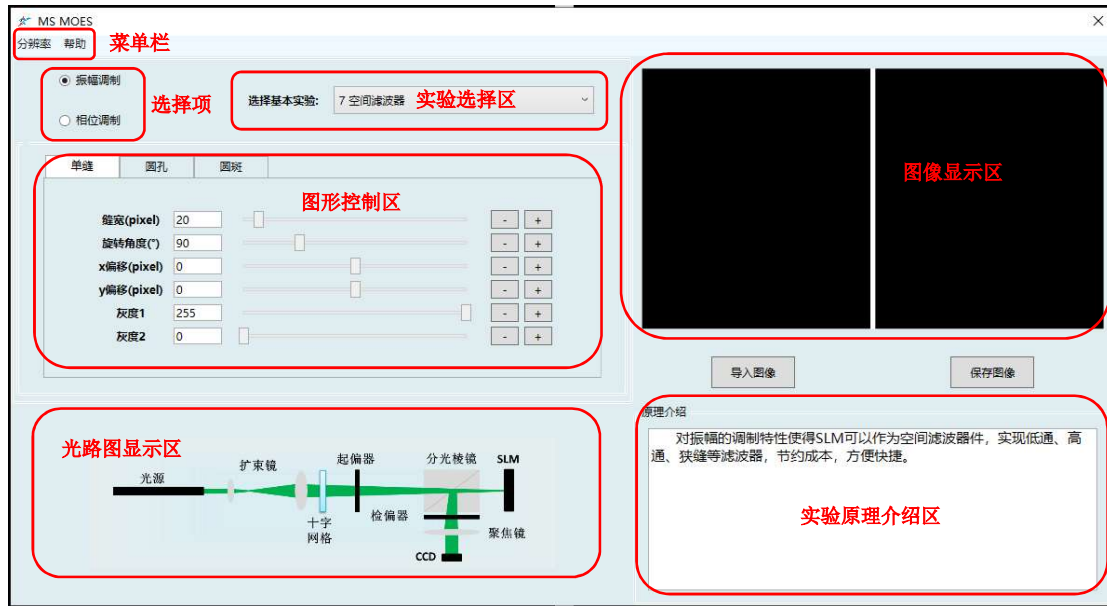 MS MOES
分辨率 帮助 菜单栏
振幅调制
相位调制
选择项
选择基本实验: 7 空间滤波器 实验选择区
单缝 圆孔 圆斑
图形控制区
缝宽(pixel) 20 - +
旋转角度(°) 90 - +
x偏移(pixel) 0 - +
y偏移(pixel) 0 - +
灰度1 255 - +
灰度2 0 - +
图像显示区
导入图像 保存图像
光路图显示区
光源
扩束镜
十字
网格
起偏器
检偏器
分光棱镜
SLM
聚焦镜
CCD
原理介绍
对振幅的调制特性使得SLM可以作为空间滤波器件，实现低通、高
通、狭缝等滤波器，节约成本，方便快捷。
实验原理介绍区